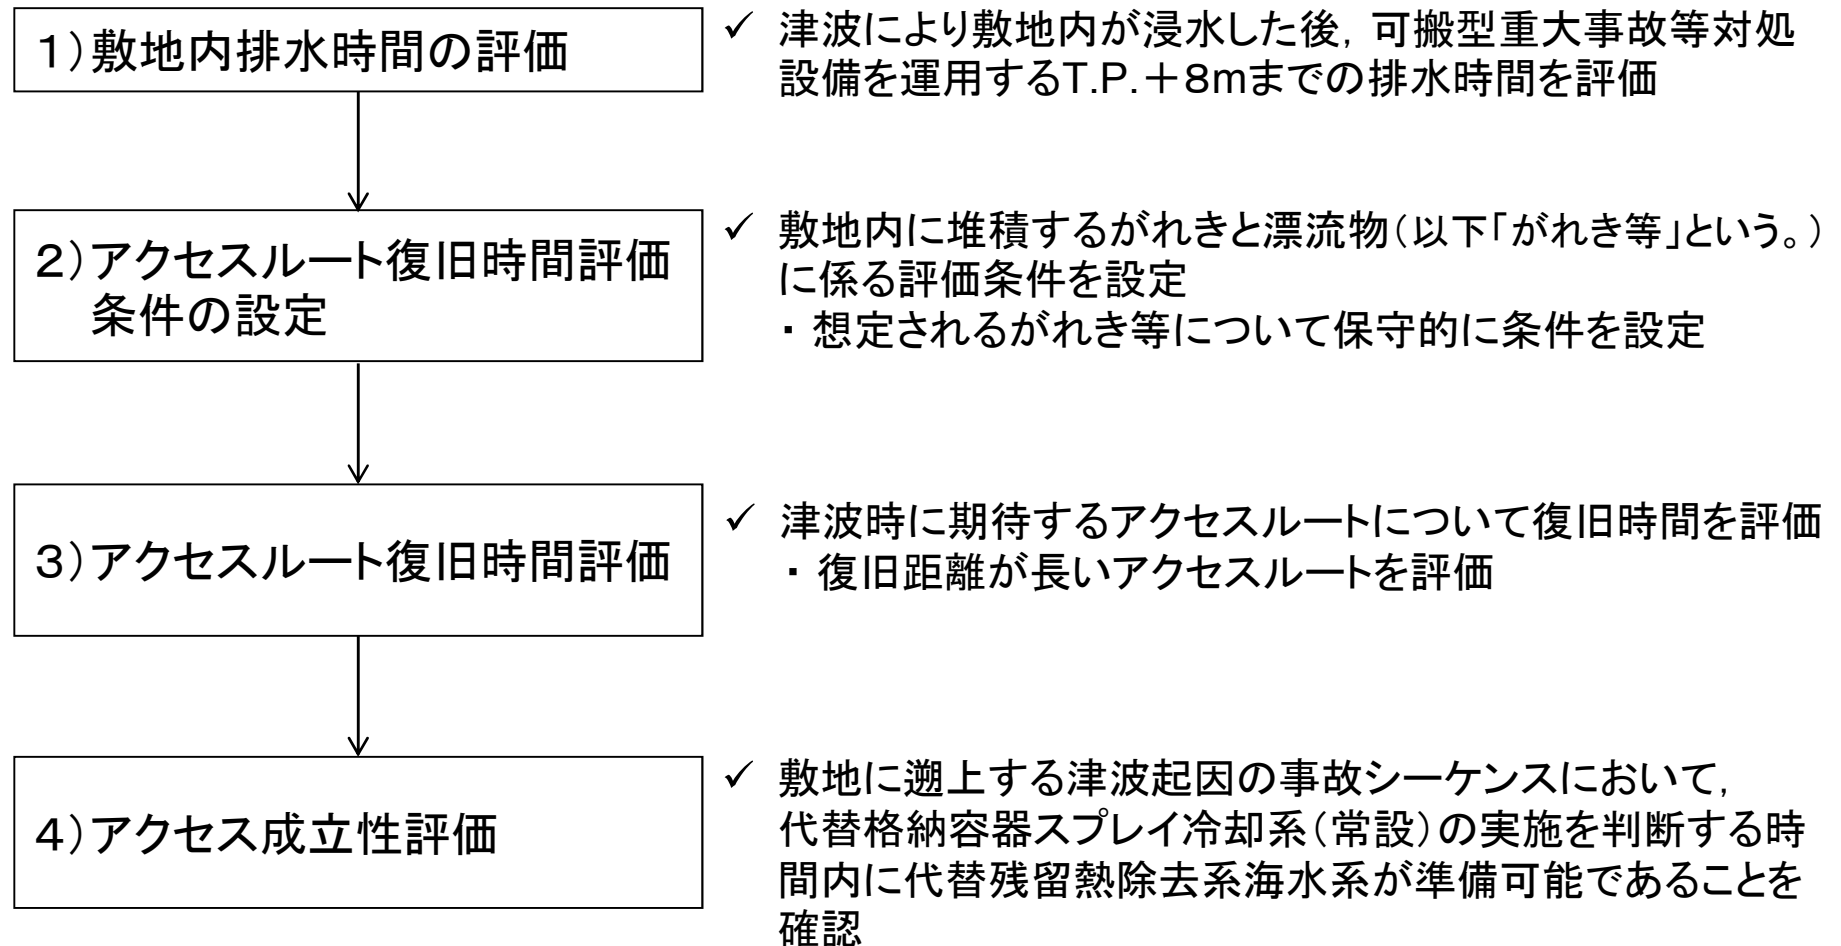 1)敷地内排水時間の評価
✓ 津波により敷地内が浸水した後,可搬型重大事故等対処
設備を運用するT.P.+8mまでの排水時間を評価
2)アクセスルート復旧時間評価
条件の設定
✓ 敷地内に堆積するがれきと漂流物(以下「がれき等」という。)
に係る評価条件を設定
・想定されるがれき等について保守的に条件を設定
3)アクセスルート復旧時間評価
✓ 津波時に期待するアクセスルートについて復旧時間を評価
・復旧距離が長いアクセスルートを評価
4)アクセス成立性評価
✓ 敷地に遡上する津波起因の事故シーケンスにおいて,
代替格納容器スプレイ冷却系(常設)の実施を判断する時
間内に代替残留熱除去系海水系が準備可能であることを
確認